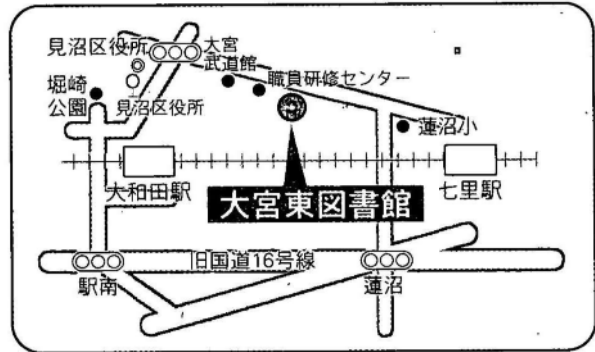 見沼区役所
大宮
武道館
職員研修センター
堀崎
公園
見沼区役所
蓮沼小
大和田駅
七里駅
大宮東図書館
旧国道16号線
駅南
蓮沼